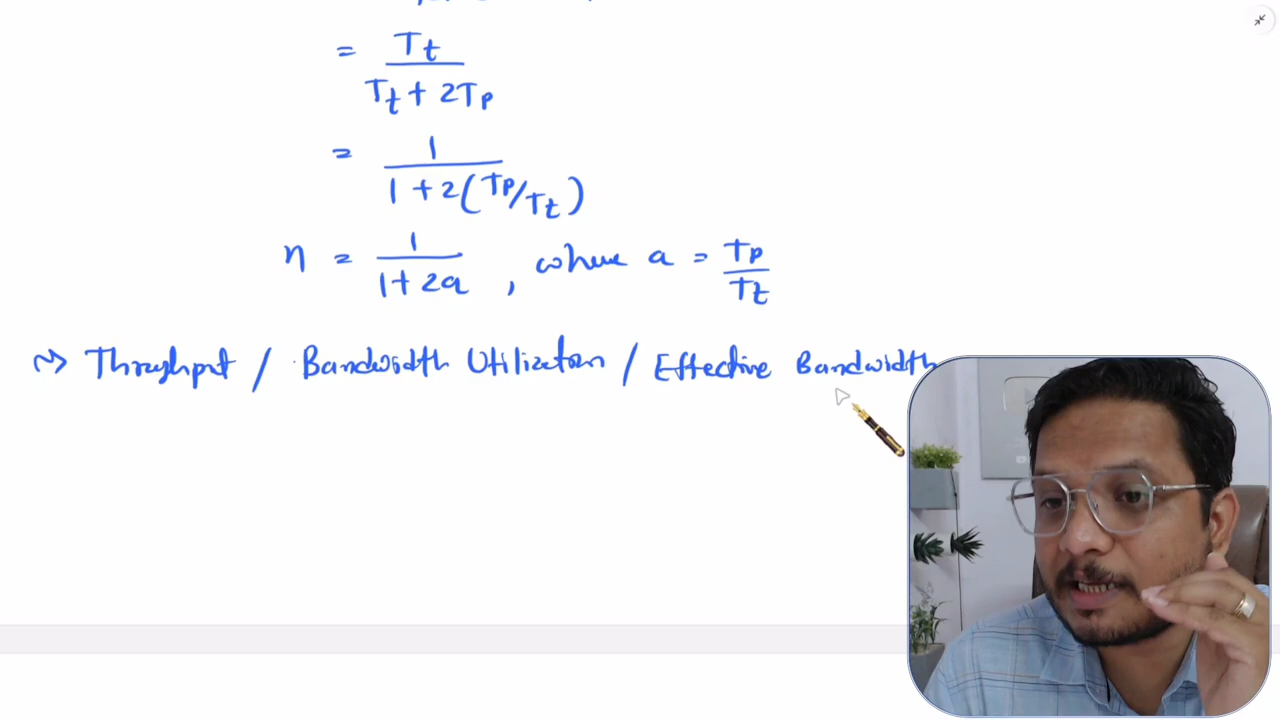 = Tt / Tt + 2Tp
= 1 / 1 + 2(Tp/Tt)
η = 1 / 1 + 2a , where a = Tp / Tt
~> Throughput / Bandwidth Utilization / Effective Bandwidth